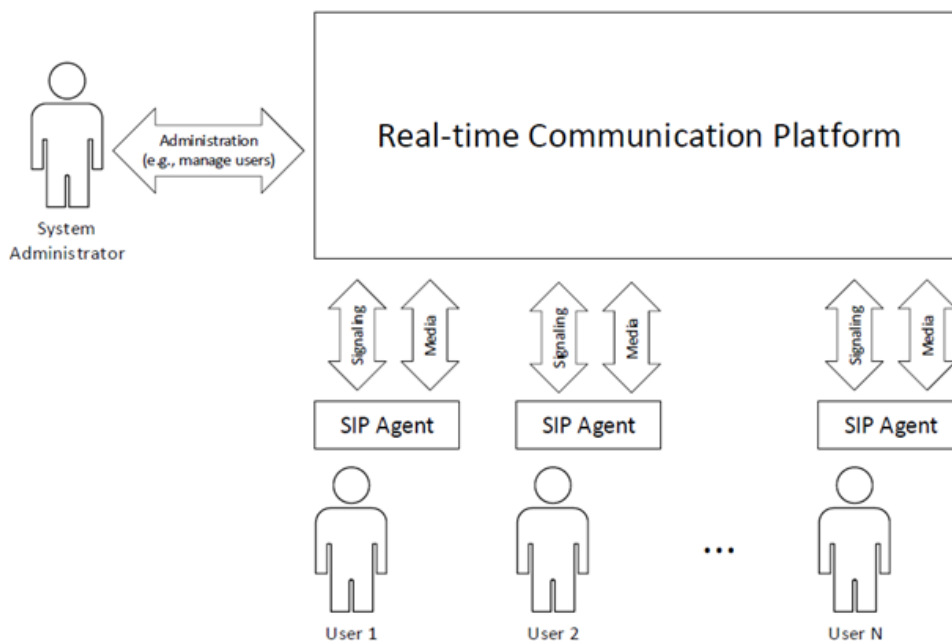 Real-time Communication Platform
Administration
(e.g., manage users)
System
Administrator
Signaling
Media
Signaling
Media
Signaling
Media
SIP Agent
SIP Agent
SIP Agent
...
User 1
User 2
User N